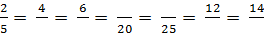 2/5 = 4/ = 6/ = /20 = /25 = 12/ = 14/